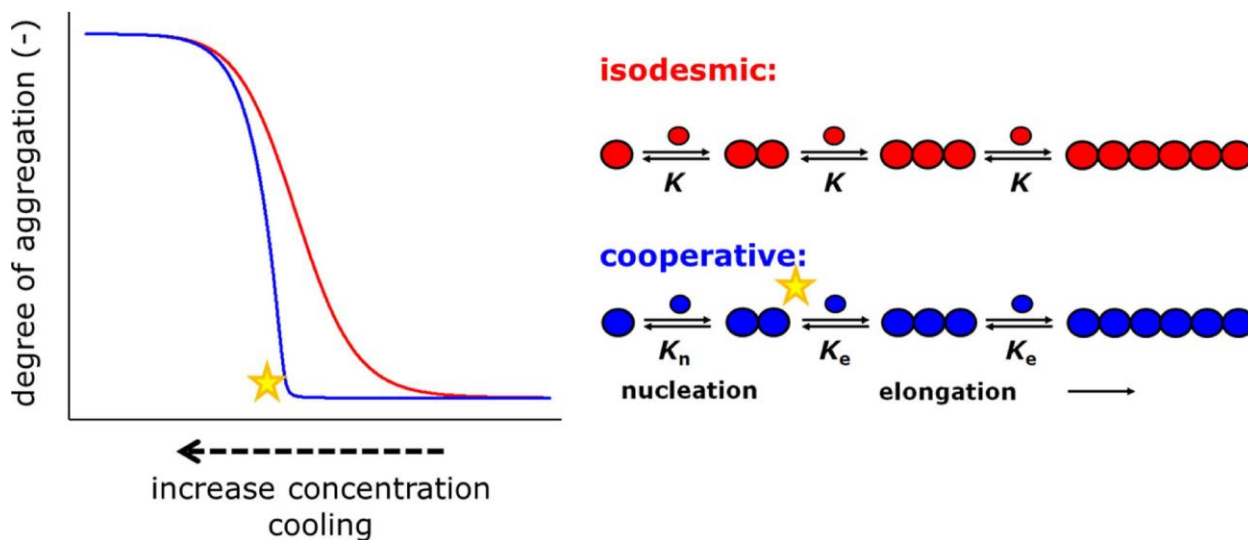 degree of aggregation (-)
increase concentration
cooling
isodesmic:
K K K
cooperative:
Kn Ke Ke
nucleation elongation